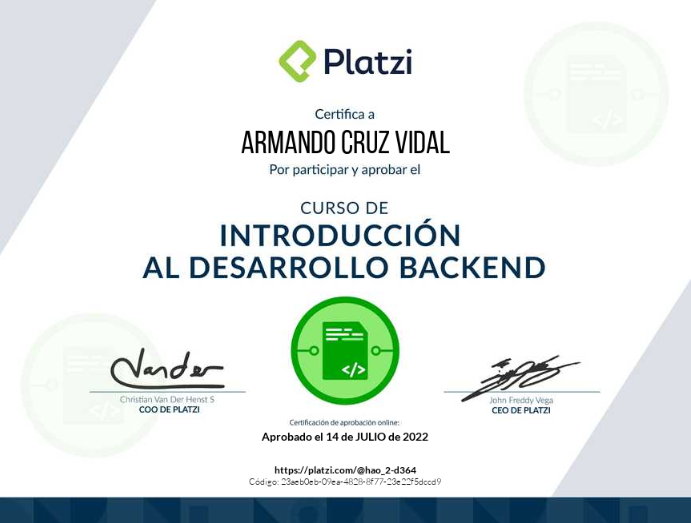 Platzi
Certifica a
ARMANDO CRUZ VIDAL
Por participar y aprobar el
CURSO DE
INTRODUCCIÓN
AL DESARROLLO BACKEND
</>
Vander
Christian Van Der Henst S
COO DE PLATZI
John Freddy Vega
CEO DE PLATZI
Certificación de aprobación online:
Aprobado el 14 de JULIO de 2022
https://platzi.com/@hao_2-d364
Código: 23aeb0eb-09ea-4828-8f77-23e22f5dccd9